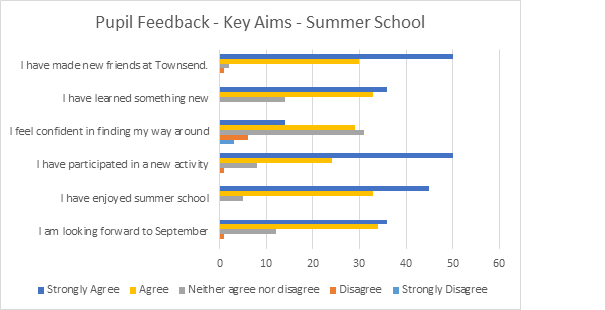 Pupil Feedback - Key Aims - Summer School
I have made new friends at Townsend.
I have learned something new
I feel confident in finding my way around
I have participated in a new activity
I have enjoyed summer school
I am looking forward to September
0 10 20 30 40 50 60
Strongly Agree Agree Neither agree nor disagree Disagree Strongly Disagree